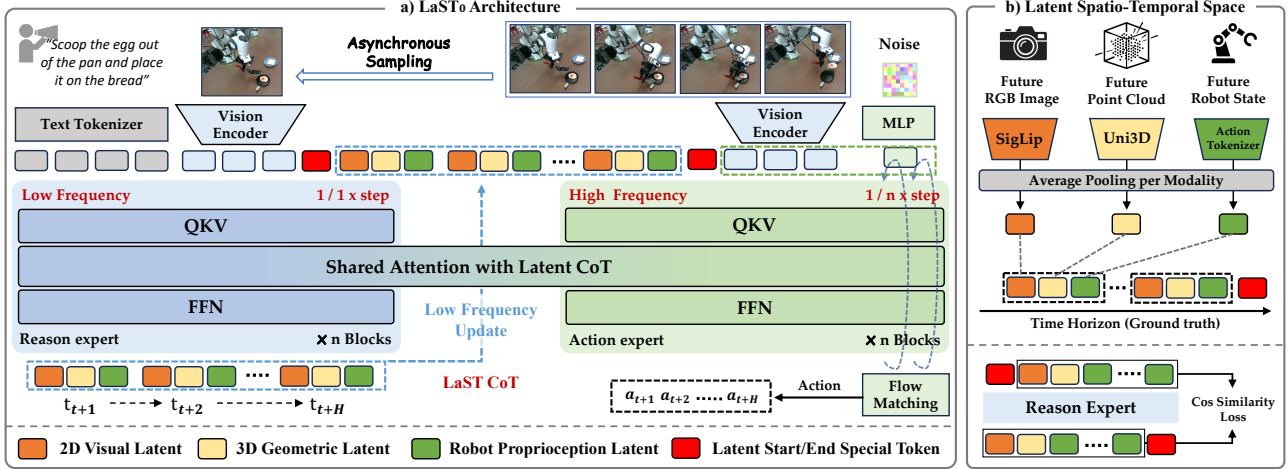 a) LaST₀ Architecture
"Scoop the egg out
of the pan and place
it on the bread"
Asynchronous
Sampling
Noise
Text Tokenizer
Vision
Encoder
Vision
Encoder
MLP
Low Frequency
1 / 1 x step
High Frequency
1 / n x step
QKV
QKV
Shared Attention with Latent CoT
FFN
FFN
Low Frequency
Update
Reason expert
✘ n Blocks
Action expert
✘ n Blocks
LaST CoT
t_{t+1}
t_{t+2}
t_{t+H}
a_{t+1} a_{t+2} ..... a_{t+H}
Action
Flow
Matching
2D Visual Latent
3D Geometric Latent
Robot Proprioception Latent
Latent Start/End Special Token
b) Latent Spatio-Temporal Space
Future
RGB Image
Future
Point Cloud
Future
Robot State
SigLip
Uni3D
Action
Tokenizer
Average Pooling per Modality
Time Horizon (Ground truth)
Reason Expert
Cos Similarity
Loss